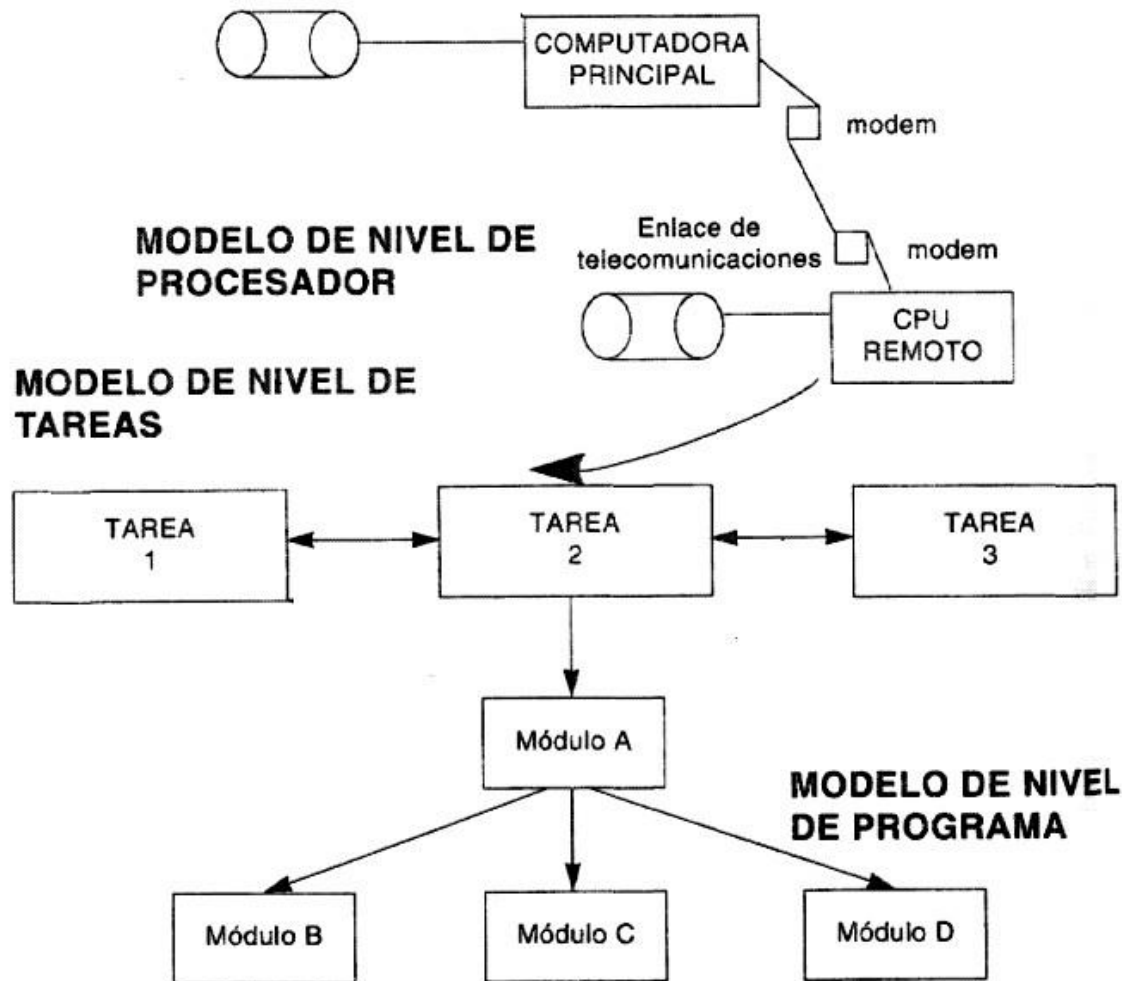 COMPUTADORA
PRINCIPAL
modem
MODELO DE NIVEL DE
PROCESADOR
Enlace de
telecomunicaciones
modem
CPU
REMOTO
MODELO DE NIVEL DE
TAREAS
TAREA
1
TAREA
2
TAREA
3
Módulo A
MODELO DE NIVEL
DE PROGRAMA
Módulo B
Módulo C
Módulo D